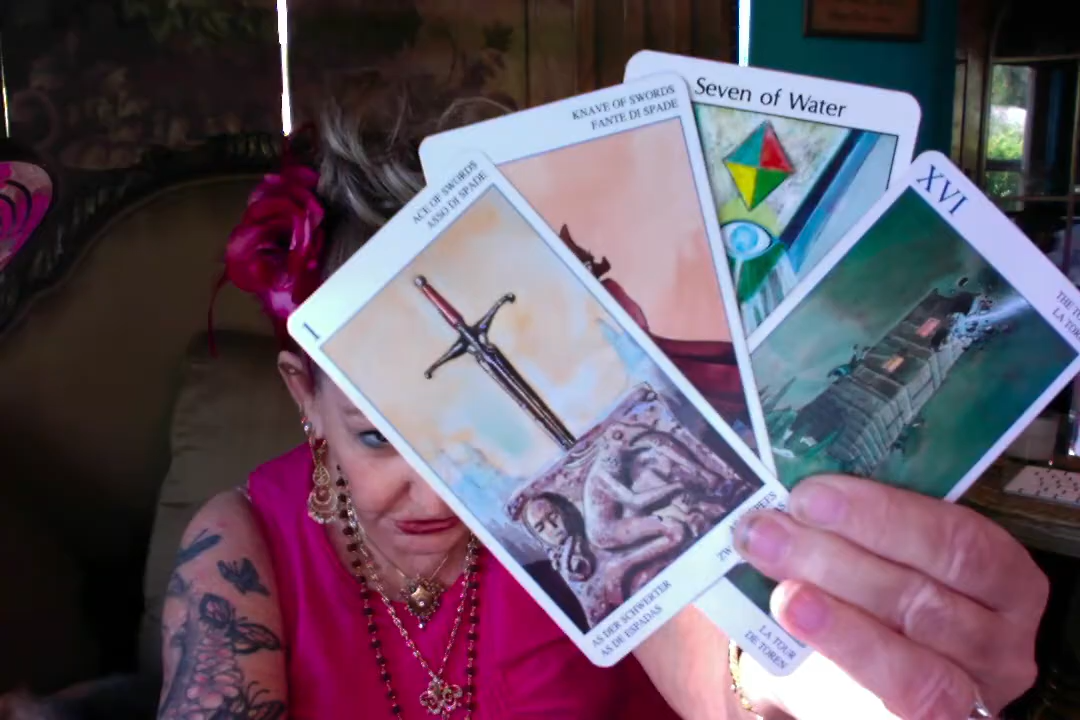 ACE OF SWORDS
ASSO DI SPADE
I
AS DER SCHWERTER
AS DE ESPADAS
KNAVE OF SWORDS
FANTE DI SPADE
Seven of Water
XVI
LA TOUR
DE TOREN